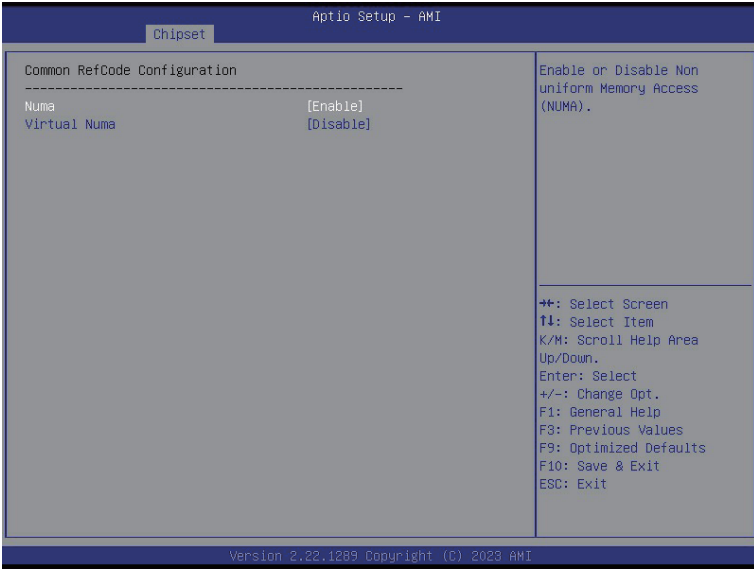 Aptio Setup – AMI
Chipset
Common RefCode Configuration
--------------------------------------------------
Numa [Enable]
Virtual Numa [Disable]
Enable or Disable Non
uniform Memory Access
(NUMA).
→←: Select Screen
↑↓: Select Item
K/M: Scroll Help Area
Up/Down.
Enter: Select
+/-: Change Opt.
F1: General Help
F3: Previous Values
F9: Optimized Defaults
F10: Save & Exit
ESC: Exit
Version 2.22.1289 Copyright (C) 2023 AMI